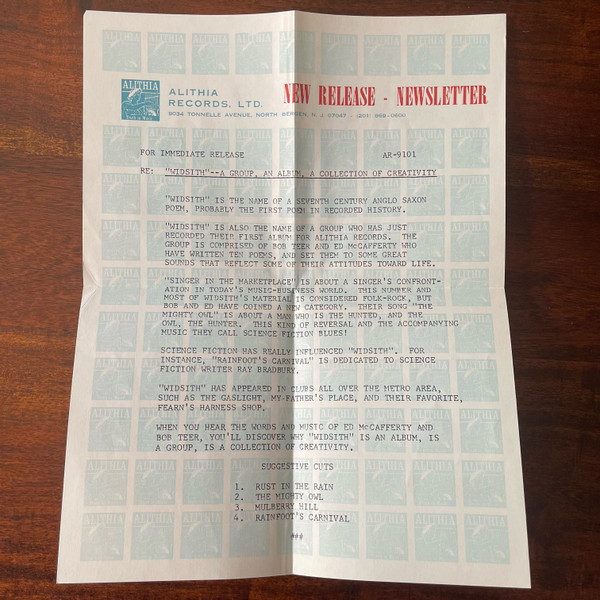 ALITHIA
ALITHIA
RECORDS, LTD.
NEW RELEASE - NEWSLETTER
9034 TONNELLE AVENUE, NORTH BERGEN, N. J. 07047 - (201)
FOR IMMEDIATE RELEASE AR-9101
RE: "WIDSITH"--A GROUP, AN ALBUM, A COLLECTION OF CREATIVITY
"WIDSITH" IS THE NAME OF A SEVENTH CENTURY ANGLO SAXON
POEM, PROBABLY THE FIRST POEM IN RECORDED HISTORY.
"WIDSITH" IS ALSO THE NAME OF A GROUP WHO HAS JUST
RECORDED THEIR FIRST ALBUM FOR ALITHIA RECORDS. THE
GROUP IS COMPRISED OF BOB TEER AND ED McCAFFERTY WHO
HAVE WRITTEN TEN POEMS, AND SET THEM TO SOME GREAT
SOUNDS THAT REFLECT SOME OF THEIR ATTITUDES TOWARD LIFE.
"SINGER IN THE MARKETPLACE" IS ABOUT A SINGER'S CONFRONT-
ATION IN TODAY'S MUSIC-BUSINESS WORLD. THIS NUMBER AND
MOST OF WIDSITH'S MATERIAL IS CONSIDERED FOLK-ROCK, BUT
BOB AND ED HAVE COINED A NEW CATEGORY. THEIR SONG "THE
MIGHTY OWL" IS ABOUT A MAN WHO IS THE HUNTED, AND THE
OWL, THE HUNTER. THIS KIND OF REVERSAL AND THE ACCOMPANYING
MUSIC THEY CALL SCIENCE FICTION BLUES!
SCIENCE FICTION HAS REALLY INFLUENCED "WIDSITH". FOR
INSTANCE, "RAINFOOT'S CARNIVAL" IS DEDICATED TO SCIENCE
FICTION WRITER RAY BRADBURY.
"WIDSITH" HAS APPEARED IN CLUBS ALL OVER THE METRO AREA,
SUCH AS THE GASLIGHT, MY FATHER'S PLACE, AND THEIR FAVORITE,
FEARN'S HARNESS SHOP.
WHEN YOU HEAR THE WORDS AND MUSIC OF ED McCAFFERTY AND
BOB TEER, YOU'LL DISCOVER WHY "WIDSITH" IS AN ALBUM, IS
A GROUP, IS A COLLECTION OF CREATIVITY.
SUGGESTIVE CUTS
1. RUST IN THE RAIN
2. THE MIGHTY OWL
3. MULBERRY HILL
4. RAINFOOT'S CARNIVAL
###